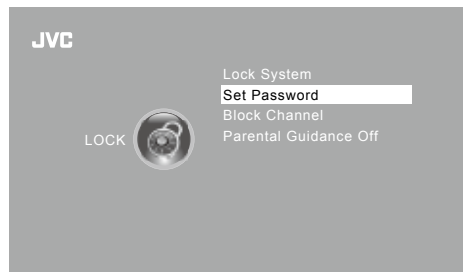 JVC
Lock System
Set Password
Block Channel
LOCK
Parental Guidance Off